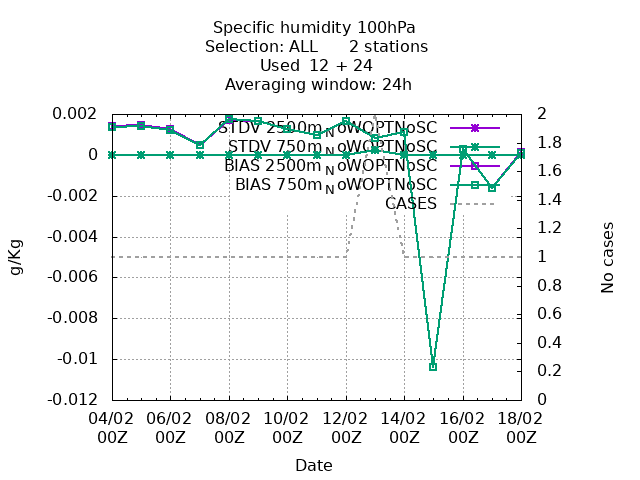 Specific humidity 100hPa
Selection: ALL 2 stations
Used 12 + 24
Averaging window: 24h
0.002
0
-0.002
-0.004
-0.006
-0.008
-0.01
-0.012
g/Kg
STDV 2500m_NoWOPTNoSC
STDV 750m_NoWOPTNoSC
BIAS 2500m_NoWOPTNoSC
BIAS 750m_NoWOPTNoSC
CASES
2
1.8
1.6
1.4
1.2
1
0.8
0.6
0.4
0.2
0
No cases
04/02 06/02 08/02 10/02 12/02 14/02 16/02 18/02
00Z 00Z 00Z 00Z 00Z 00Z 00Z 00Z
Date